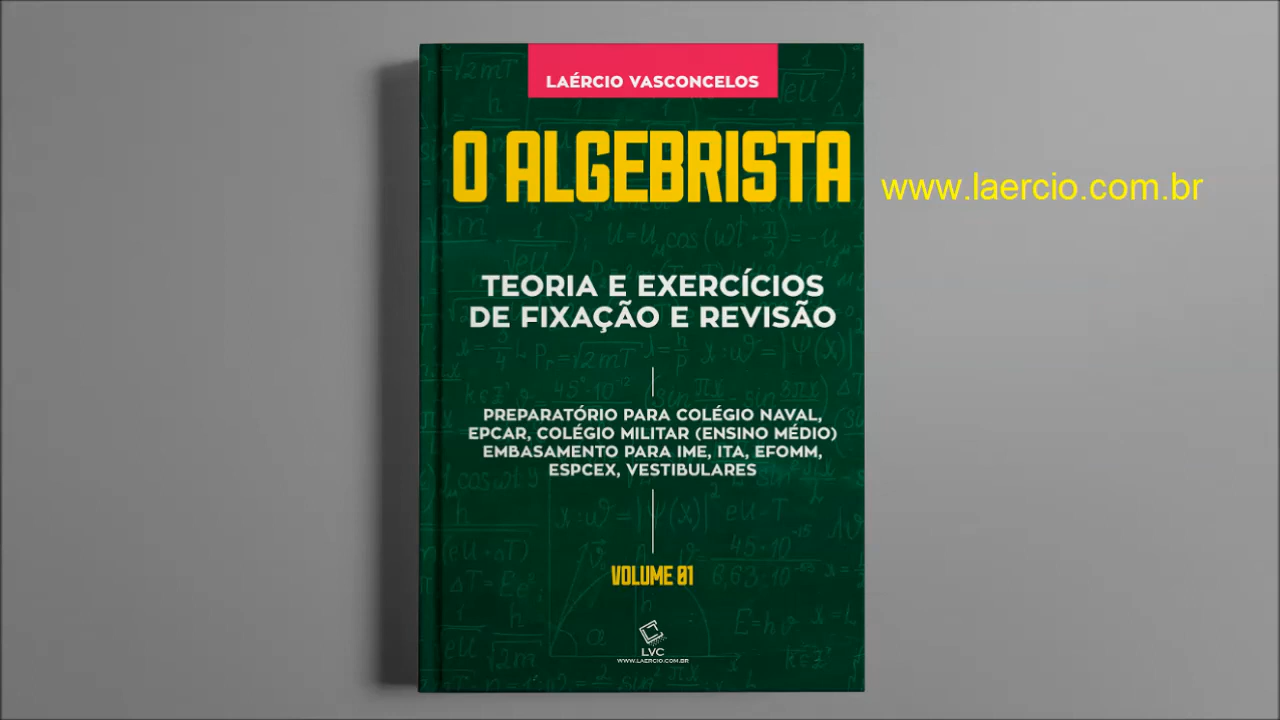 LAÉRCIO VASCONCELOS
O ALGEBRISTA
www.laercio.com.br
TEORIA E EXERCÍCIOS
DE FIXAÇÃO E REVISÃO
PREPARATÓRIO PARA COLÉGIO NAVAL,
EPCAR, COLÉGIO MILITAR (ENSINO MÉDIO)
EMBASAMENTO PARA IME, ITA, EFOMM,
ESPCEX, VESTIBULARES
VOLUME 01
LVC
WWW.LAERCIO.COM.BR